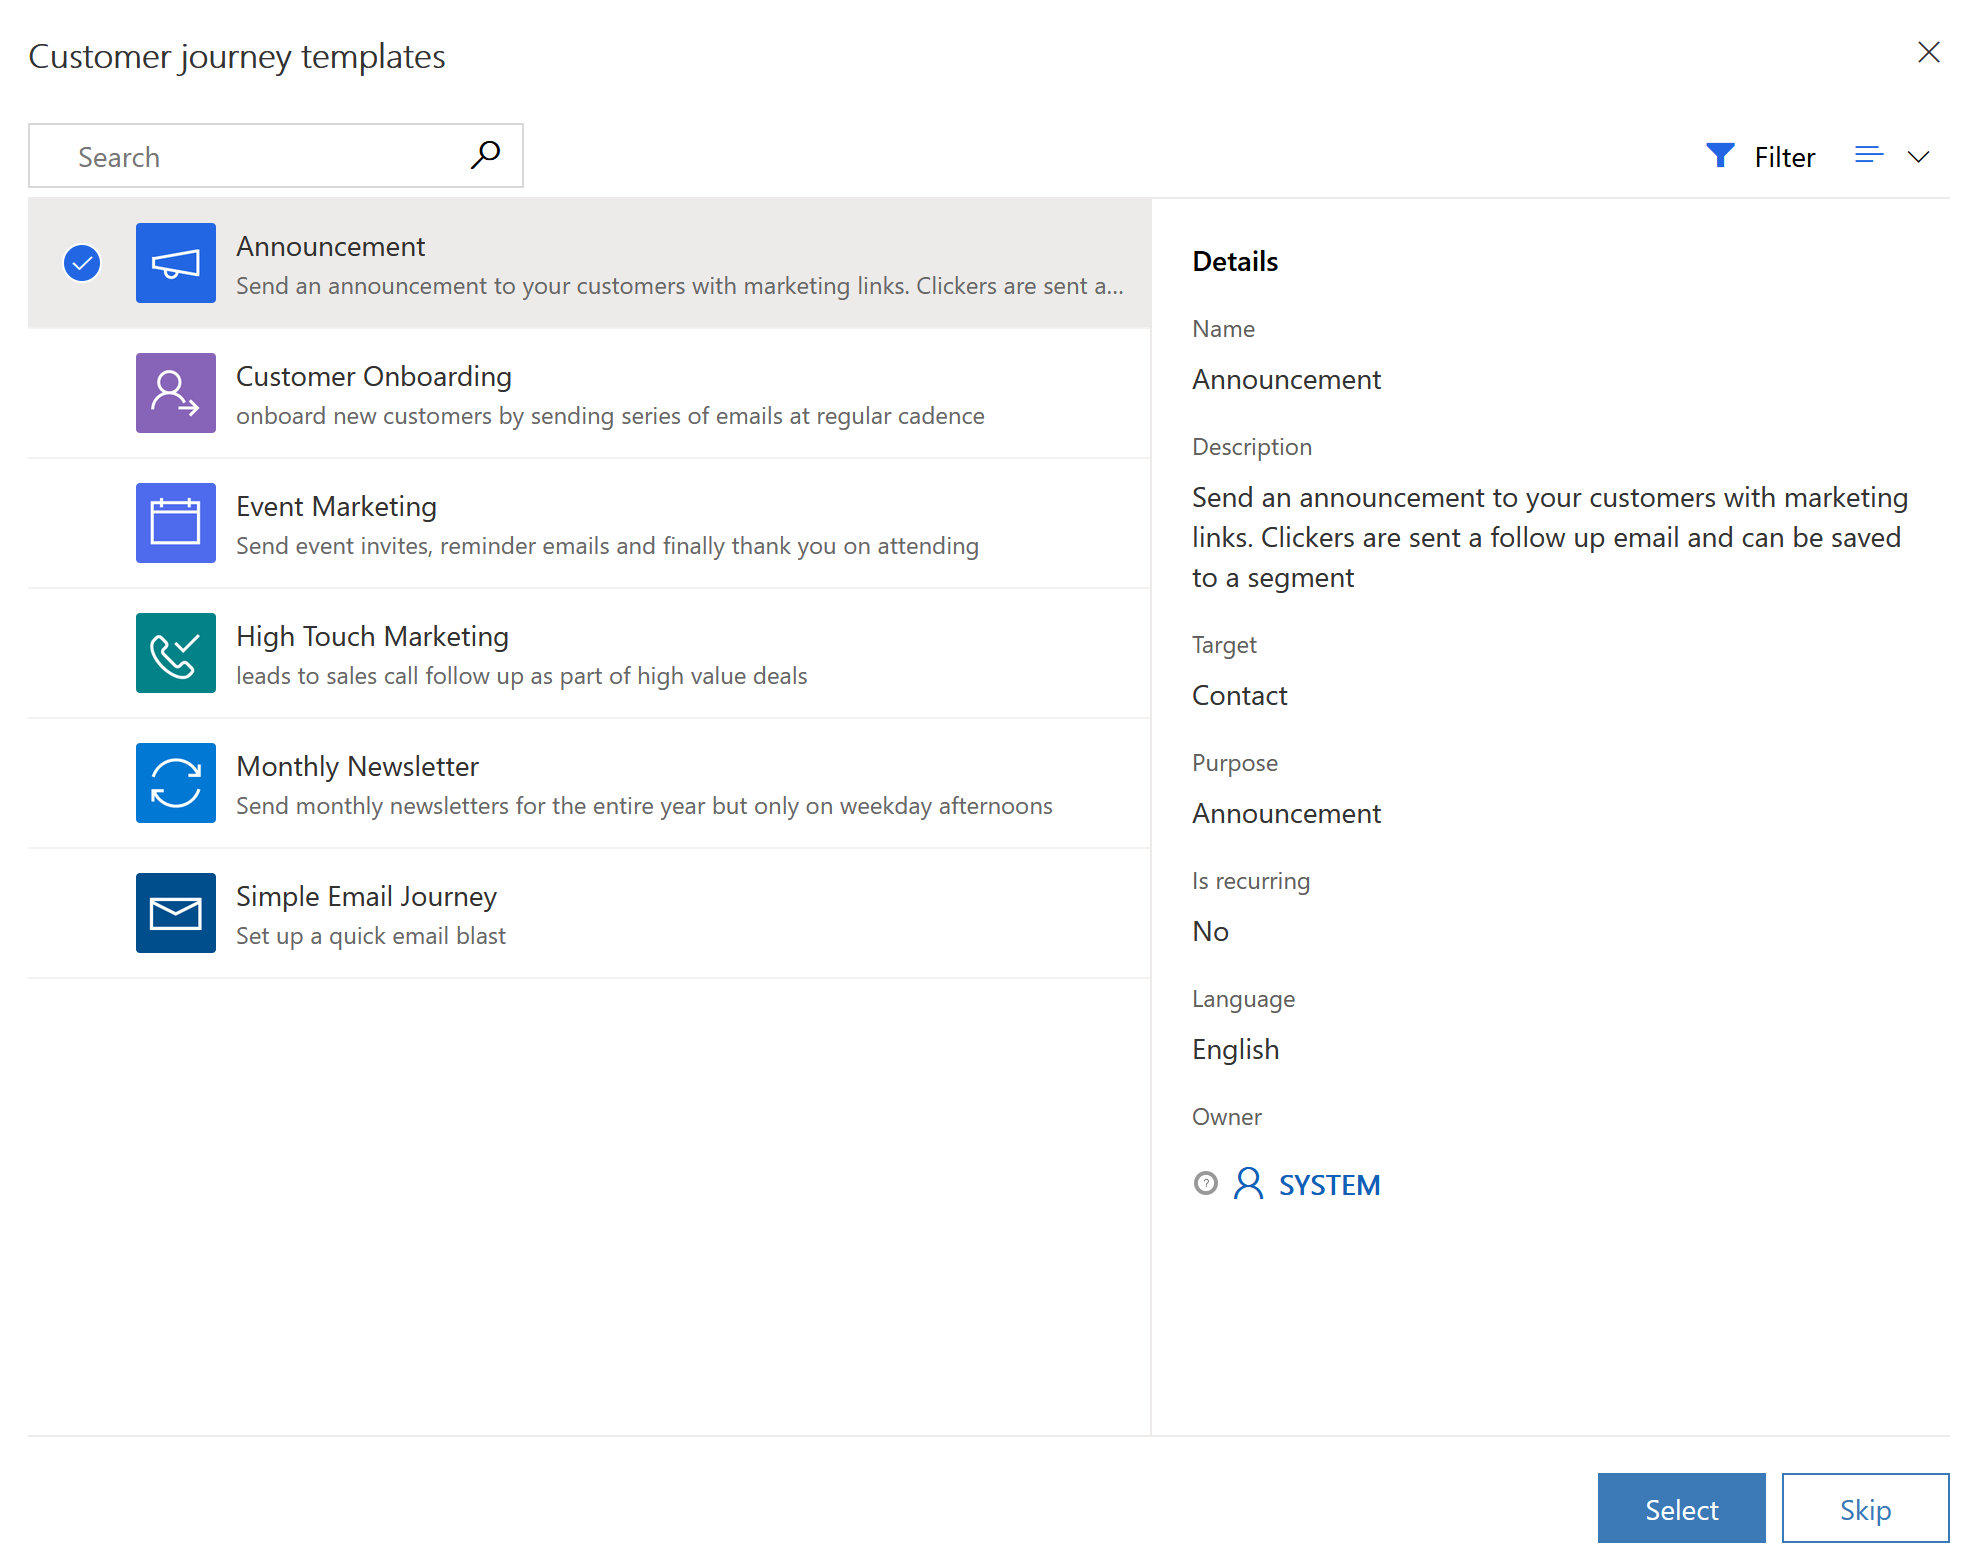 Customer journey templates
Search
Filter
Announcement
Send an announcement to your customers with marketing links. Clickers are sent a...
Customer Onboarding
onboard new customers by sending series of emails at regular cadence
Event Marketing
Send event invites, reminder emails and finally thank you on attending
High Touch Marketing
leads to sales call follow up as part of high value deals
Monthly Newsletter
Send monthly newsletters for the entire year but only on weekday afternoons
Simple Email Journey
Set up a quick email blast
Details
Name
Announcement
Description
Send an announcement to your customers with marketing
links. Clickers are sent a follow up email and can be saved
to a segment
Target
Contact
Purpose
Announcement
Is recurring
No
Language
English
Owner
? SYSTEM
Select
Skip